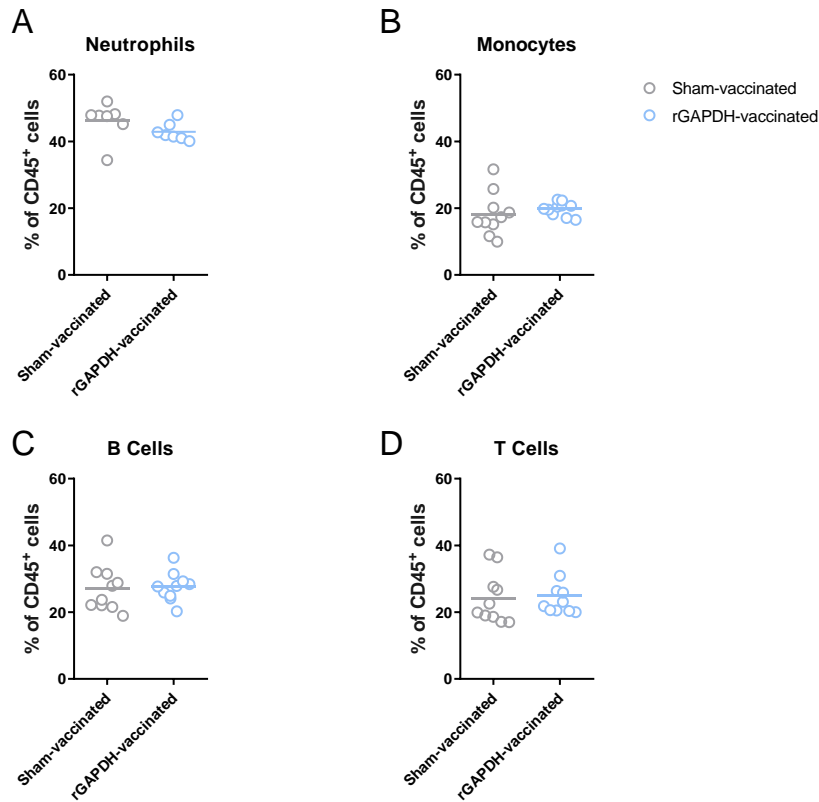 A
Neutrophils
% of CD45⁺ cells
60
40
20
0
Sham-vaccinated
rGAPDH-vaccinated
B
Monocytes
% of CD45⁺ cells
60
40
20
0
Sham-vaccinated
rGAPDH-vaccinated
Sham-vaccinated
rGAPDH-vaccinated
C
B Cells
% of CD45⁺ cells
60
40
20
0
Sham-vaccinated
rGAPDH-vaccinated
D
T Cells
% of CD45⁺ cells
60
40
20
0
Sham-vaccinated
rGAPDH-vaccinated